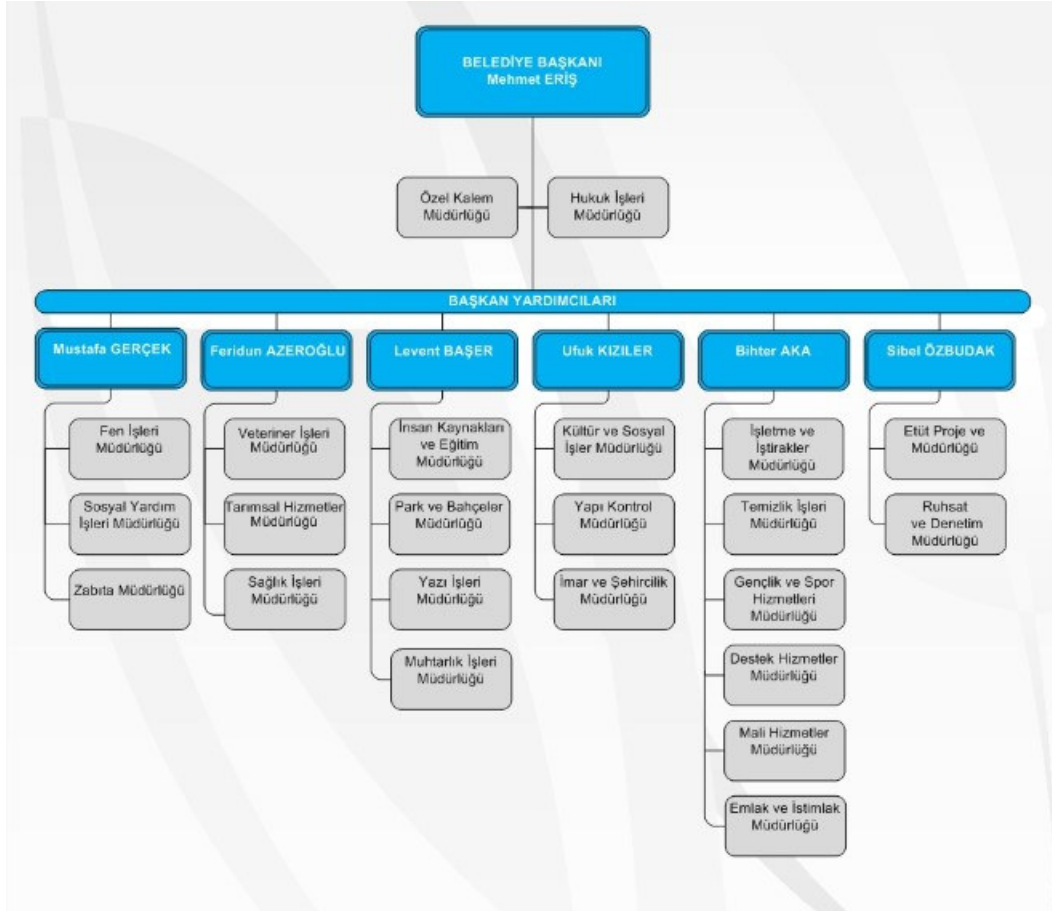 BELEDİYE BAŞKANI
Mehmet ERİŞ
Özel Kalem
Müdürlüğü
Hukuk İşleri
Müdürlüğü
BAŞKAN YARDIMCILARI
Mustafa GERÇEK
Feridun AZEROĞLU
Levent BAŞER
Ufuk KIZILER
Bihter AKA
Sibel ÖZBUDAK
Fen İşleri
Müdürlüğü
Sosyal Yardım
İşleri Müdürlüğü
Zabıta Müdürlüğü
Veteriner İşleri
Müdürlüğü
Tarımsal Hizmetler
Müdürlüğü
Sağlık İşleri
Müdürlüğü
İnsan Kaynakları
ve Eğitim
Müdürlüğü
Park ve Bahçeler
Müdürlüğü
Yazı İşleri
Müdürlüğü
Muhtarlık İşleri
Müdürlüğü
Kültür ve Sosyal
İşler Müdürlüğü
Yapı Kontrol
Müdürlüğü
İmar ve Şehircilik
Müdürlüğü
İşletme ve
İştirakler
Müdürlüğü
Temizlik İşleri
Müdürlüğü
Gençlik ve Spor
Hizmetleri
Müdürlüğü
Destek Hizmetler
Müdürlüğü
Mali Hizmetler
Müdürlüğü
Emlak ve İstimlak
Müdürlüğü
Etüt Proje ve
Müdürlüğü
Ruhsat
ve Denetim
Müdürlüğü